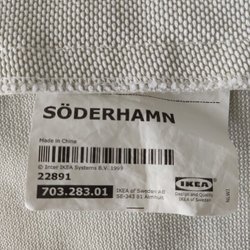 SÖDERHAMN
Made in China
© Inter IKEA Systems B.V. 1999
22891
703.283.01
IKEA of Sweden AB
SE-343 81 Älmhult
IKEA
Design and Quality
IKEA of Sweden